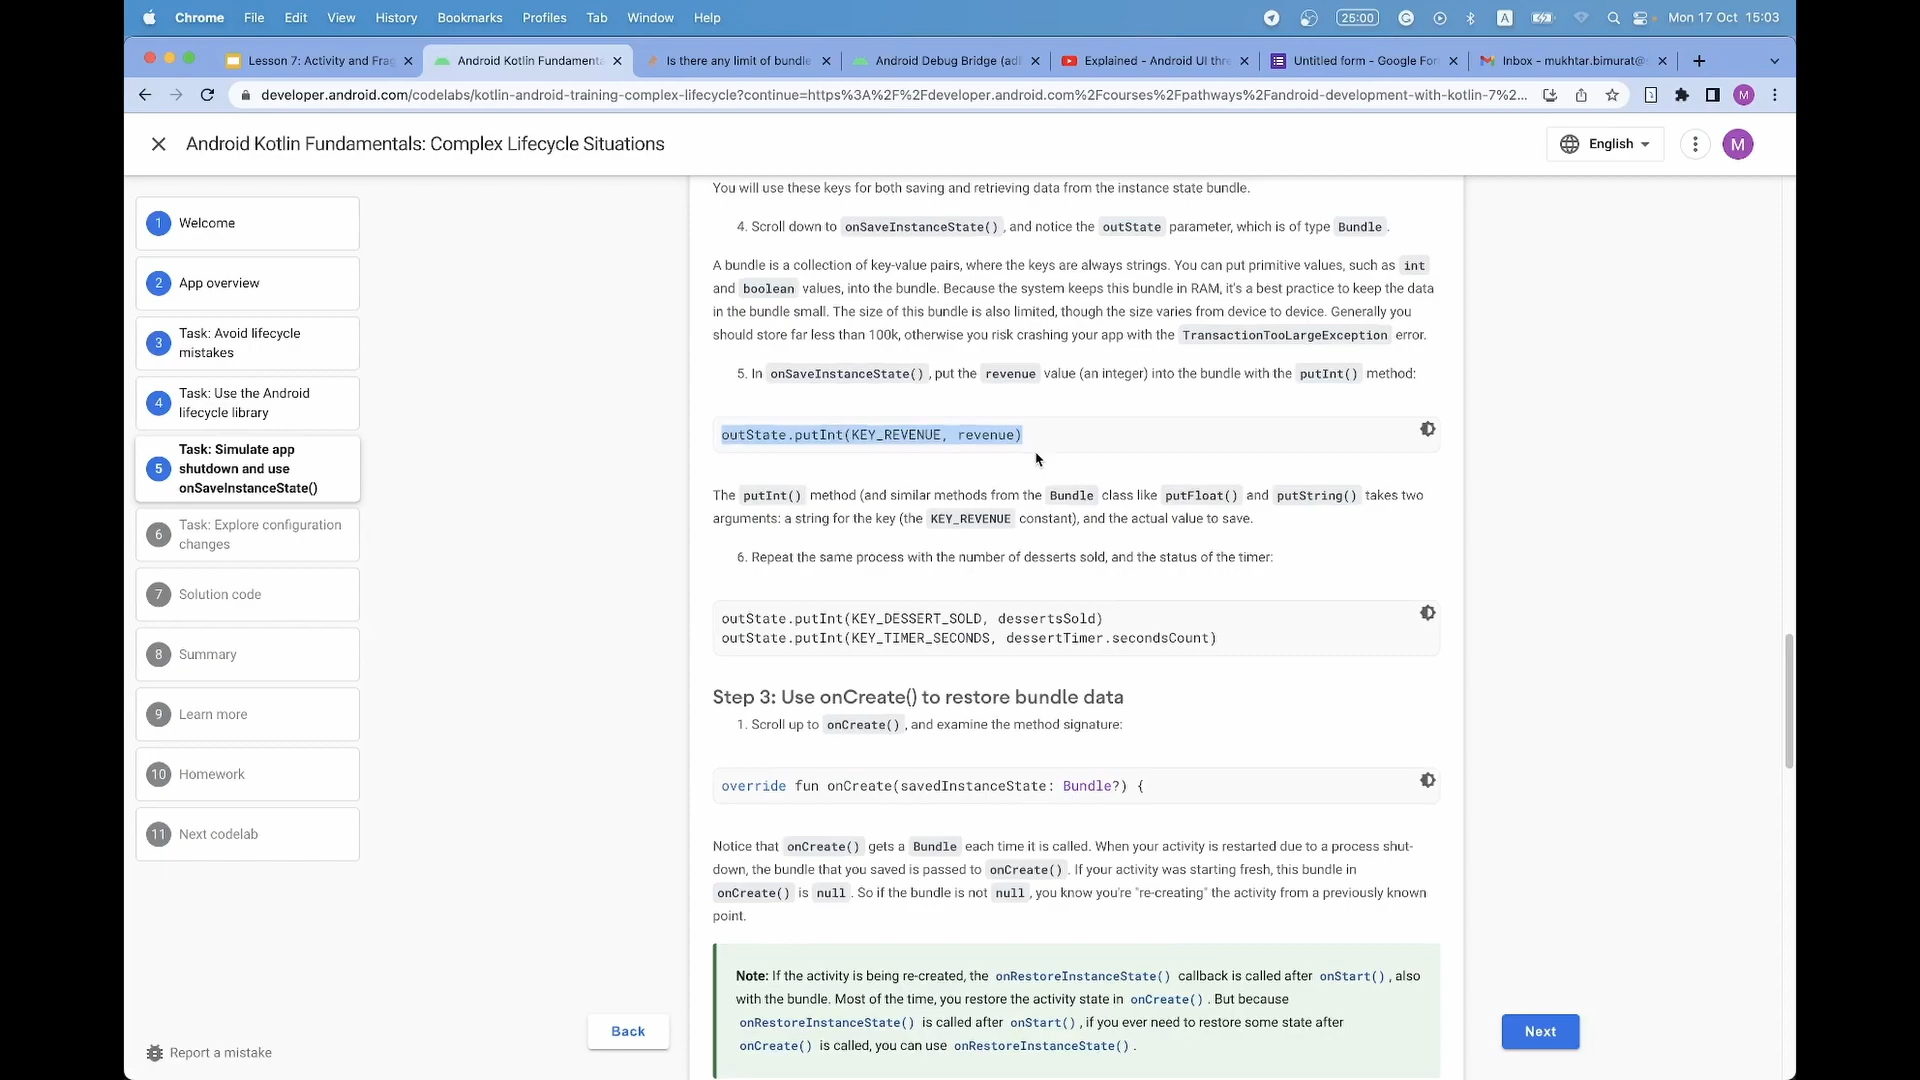 Chrome File Edit View History Bookmarks Profiles Tab Window Help 25:00 A Mon 17 Oct 15:03
Lesson 7: Activity and Frag Android Kotlin Fundamenta Is there any limit of bundle Android Debug Bridge (ad Explained - Android UI thre Untitled form - Google For Inbox - mukhtar.bimurat@
developer.android.com/codelabs/kotlin-android-training-complex-lifecycle?continue=https%3A%2F%2Fdeveloper.android.com%2Fcourses%2Fpathways%2Fandroid-development-with-kotlin-7%2... M
Android Kotlin Fundamentals: Complex Lifecycle Situations English M
1 Welcome
2 App overview
3 Task: Avoid lifecycle
mistakes
4 Task: Use the Android
lifecycle library
5 Task: Simulate app
shutdown and use
onSaveInstanceState()
6 Task: Explore configuration
changes
7 Solution code
8 Summary
9 Learn more
10 Homework
11 Next codelab
Report a mistake
You will use these keys for both saving and retrieving data from the instance state bundle.
4. Scroll down to onSaveInstanceState(), and notice the outState parameter, which is of type Bundle.
A bundle is a collection of key-value pairs, where the keys are always strings. You can put primitive values, such as int
and boolean values, into the bundle. Because the system keeps this bundle in RAM, it's a best practice to keep the data
in the bundle small. The size of this bundle is also limited, though the size varies from device to device. Generally you
should store far less than 100k, otherwise you risk crashing your app with the TransactionTooLargeException error.
5. In onSaveInstanceState(), put the revenue value (an integer) into the bundle with the putInt() method:
outState.putInt(KEY_REVENUE, revenue)
The putInt() method (and similar methods from the Bundle class like putFloat() and putString() takes two
arguments: a string for the key (the KEY_REVENUE constant), and the actual value to save.
6. Repeat the same process with the number of desserts sold, and the status of the timer:
outState.putInt(KEY_DESSERT_SOLD, dessertsSold)
outState.putInt(KEY_TIMER_SECONDS, dessertTimer.secondsCount)
Step 3: Use onCreate() to restore bundle data
1. Scroll up to onCreate(), and examine the method signature:
override fun onCreate(savedInstanceState: Bundle?) {
Notice that onCreate() gets a Bundle each time it is called. When your activity is restarted due to a process shut-
down, the bundle that you saved is passed to onCreate(). If your activity was starting fresh, this bundle in
onCreate() is null. So if the bundle is not null, you know you're "re-creating" the activity from a previously known
point.
Note: If the activity is being re-created, the onRestoreInstanceState() callback is called after onStart(), also
with the bundle. Most of the time, you restore the activity state in onCreate(). But because
onRestoreInstanceState() is called after onStart(), if you ever need to restore some state after
onCreate() is called, you can use onRestoreInstanceState().
Back
Next